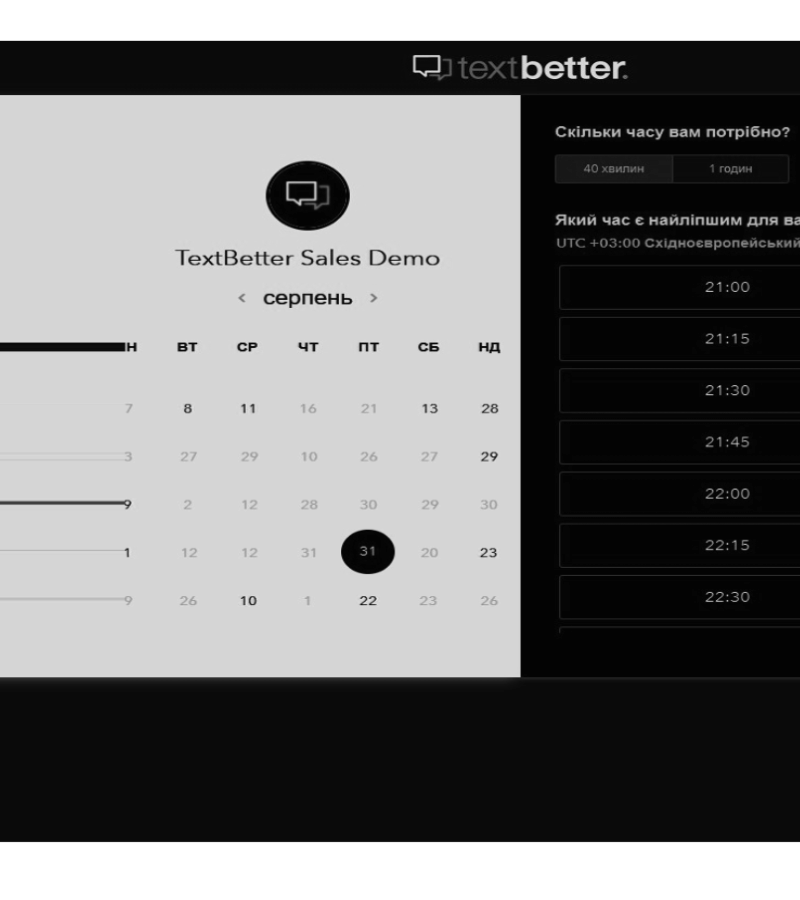 textbetter.
TextBetter Sales Demo
< серпень >
Н ВТ СР ЧТ ПТ СБ НД
7 8 11 16 21 13 28
3 27 29 10 26 27 29
9 2 12 28 30 29 30
1 12 12 31 31 20 23
9 26 10 1 22 23 26
Скільки часу вам потрібно?
40 хвилин 1 годин
Який час є найліпшим для ва
UTC +03:00 Східноєвропейський
21:00
21:15
21:30
21:45
22:00
22:15
22:30